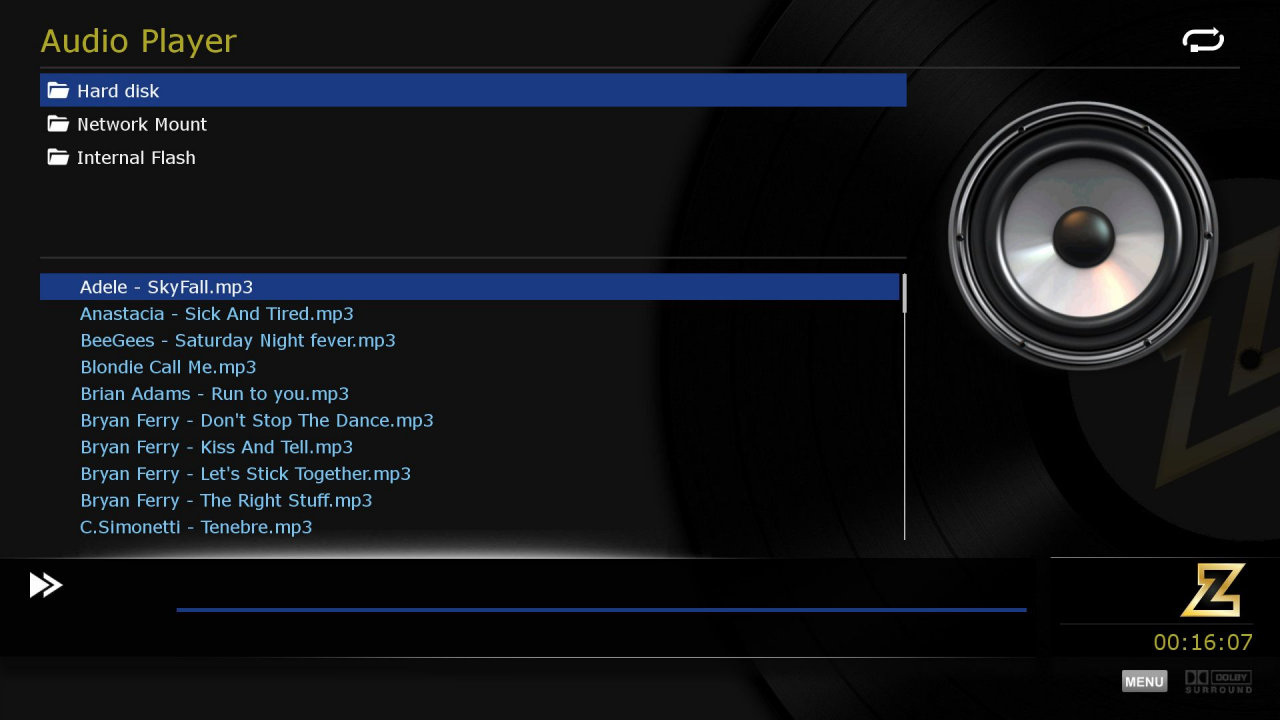 Audio Player
Hard disk
Network Mount
Internal Flash
Adele - SkyFall.mp3
Anastacia - Sick And Tired.mp3
BeeGees - Saturday Night fever.mp3
Blondie Call Me.mp3
Brian Adams - Run to you.mp3
Bryan Ferry - Don't Stop The Dance.mp3
Bryan Ferry - Kiss And Tell.mp3
Bryan Ferry - Let's Stick Together.mp3
Bryan Ferry - The Right Stuff.mp3
C.Simonetti - Tenebre.mp3
Z
00:16:07
MENU
DOLBY
SURROUND